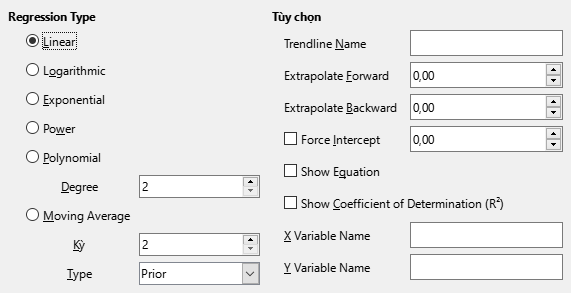 Regression Type
Linear
Logarithmic
Exponential
Power
Polynomial
Degree 2
Moving Average
Kỳ 2
Type Prior
Tùy chọn
Trendline Name
Extrapolate Forward 0,00
Extrapolate Backward 0,00
Force Intercept 0,00
Show Equation
Show Coefficient of Determination (R²)
X Variable Name
Y Variable Name